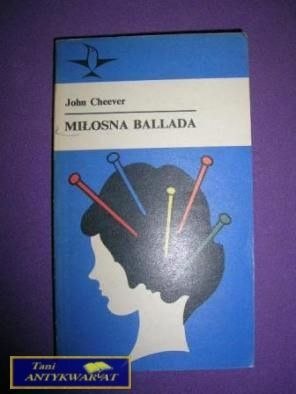 John Cheever
MIŁOSNA BALLADA
Tani
ANTYKWARIAT